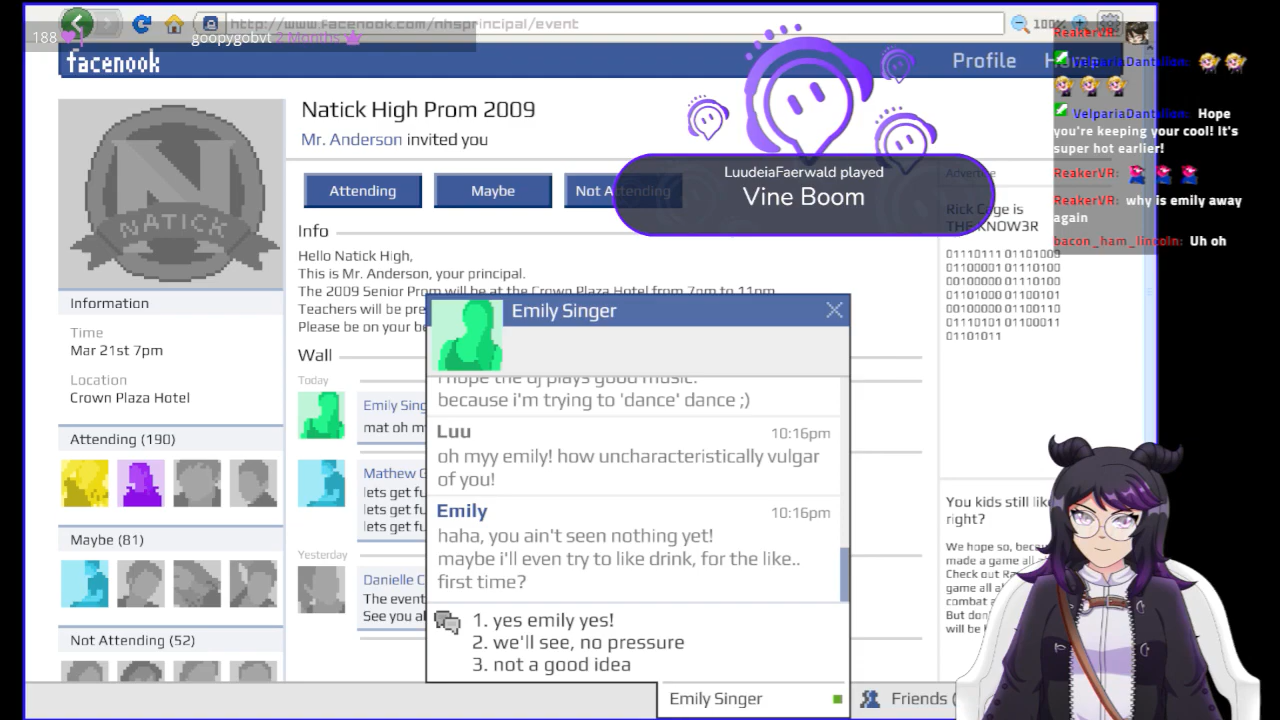 http://www.facenook.com/nhsprincipal/event
100%
188
1
goopygobvt 2 Months
facenook
Profile
Natick High Prom 2009
Mr. Anderson invited you
Attending
Maybe
Not Attending
LuudeiaFaerwald played
Vine Boom
NATICK
Information
Time
Mar 21st 7pm
Location
Crown Plaza Hotel
Attending (190)
Maybe (81)
Not Attending (52)
Info
Hello Natick High,
This is Mr. Anderson, your principal.
The 2009 Senior Prom will be at the Crown Plaza Hotel from 7pm to 11pm
Teachers will be pre
Please be on your be
Wall
Today
Emily Sing
mat oh m
Mathew G
lets get fu
lets get fu
lets get fu
Yesterday
Danielle C
The event
See you a
Emily Singer
i hope the dj plays good music.
because i'm trying to 'dance' dance ;)
Luu
10:16pm
oh myy emily! how uncharacteristically vulgar
of you!
Emily
10:16pm
haha, you ain't seen nothing yet!
maybe i'll even try to like drink, for the like..
first time?
1. yes emily yes!
2. we'll see, no pressure
3. not a good idea
Emily Singer
Friends (
Rick Cage is
THE KNOW3R
01110111 01101000
01100001 01110100
00100000 01110100
01101000 01100101
00100000 01100110
01110101 01100011
01101011
You kids still like
right?
We hope so, beca
made a game all
Check out Ra
game all a
combat a
But don
will be
ReakerVR:
VelpariaDantalion:
VelpariaDantalion: Hope
you're keeping your cool! It's
super hot earlier!
ReakerVR:
ReakerVR: why is emily away
again
bacon_ham_lincoln: Uh oh